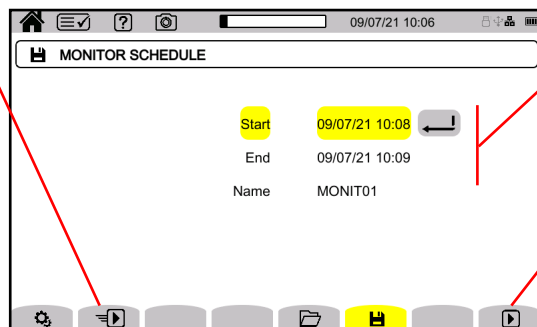 ? 09/07/21 10:06
MONITOR SCHEDULE
Start 09/07/21 10:08
End 09/07/21 10:09
Name MONIT01